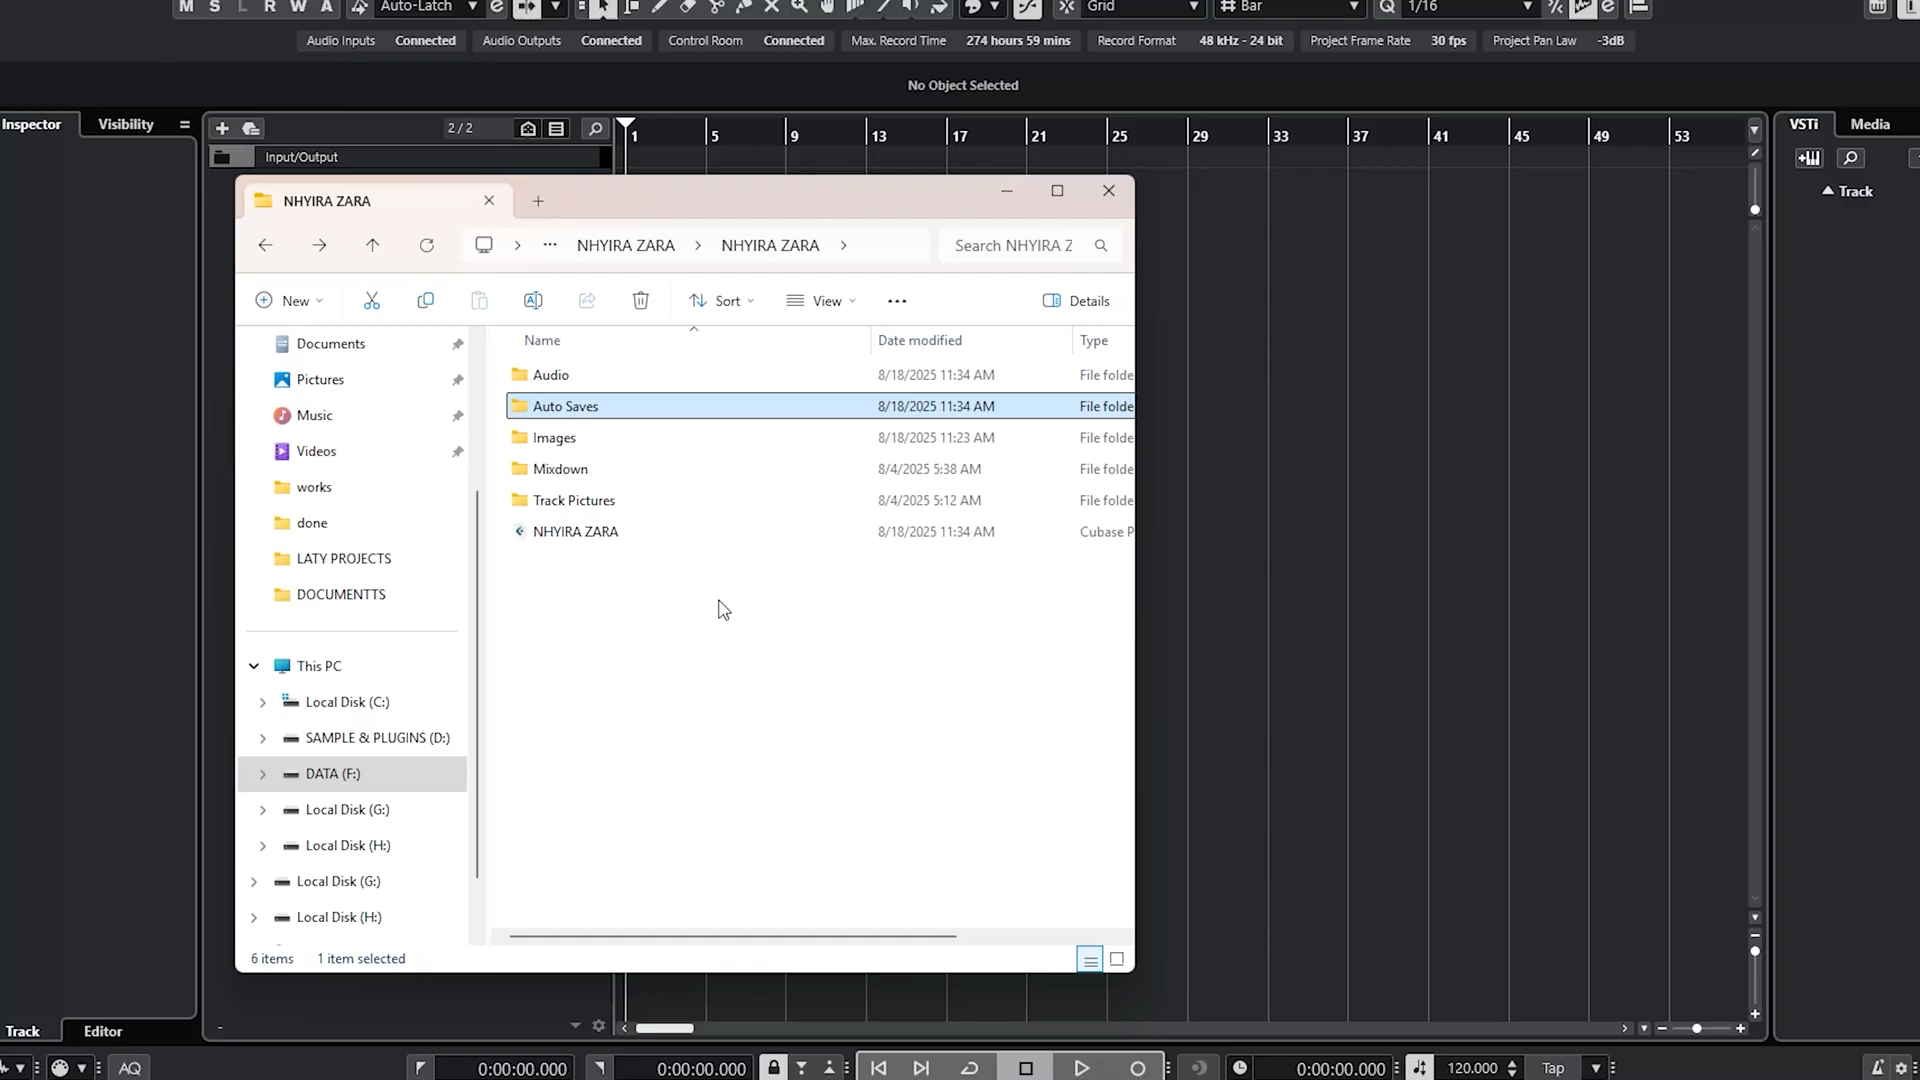 M S L R W A Auto-Latch Grid Bar 1/16
Audio Inputs Connected Audio Outputs Connected Control Room Connected Max. Record Time 274 hours 59 mins Record Format 48 kHz - 24 bit Project Frame Rate 30 fps Project Pan Law -3dB
No Object Selected
Inspector Visibility 2 / 2 1 5 9 13 17 21 25 29 33 37 41 45 49 53 VSTi Media
Input/Output
Track
NHYIRA ZARA
NHYIRA ZARA NHYIRA ZARA Search NHYIRA Z
New Sort View Details
Name Date modified Type
Documents
Pictures
Music
Videos
works
done
LATY PROJECTS
DOCUMENTTS
This PC
Local Disk (C:)
SAMPLE & PLUGINS (D:)
DATA (F:)
Local Disk (G:)
Local Disk (H:)
Local Disk (G:)
Local Disk (H:)
Audio 8/18/2025 11:34 AM File folde
Auto Saves 8/18/2025 11:34 AM File folde
Images 8/18/2025 11:23 AM File folde
Mixdown 8/4/2025 5:38 AM File folde
Track Pictures 8/4/2025 5:12 AM File folde
NHYIRA ZARA 8/18/2025 11:34 AM Cubase P
6 items 1 item selected
Track Editor
AQ 0:00:00.000 0:00:00.000 0:00:00.000 120.000 Tap